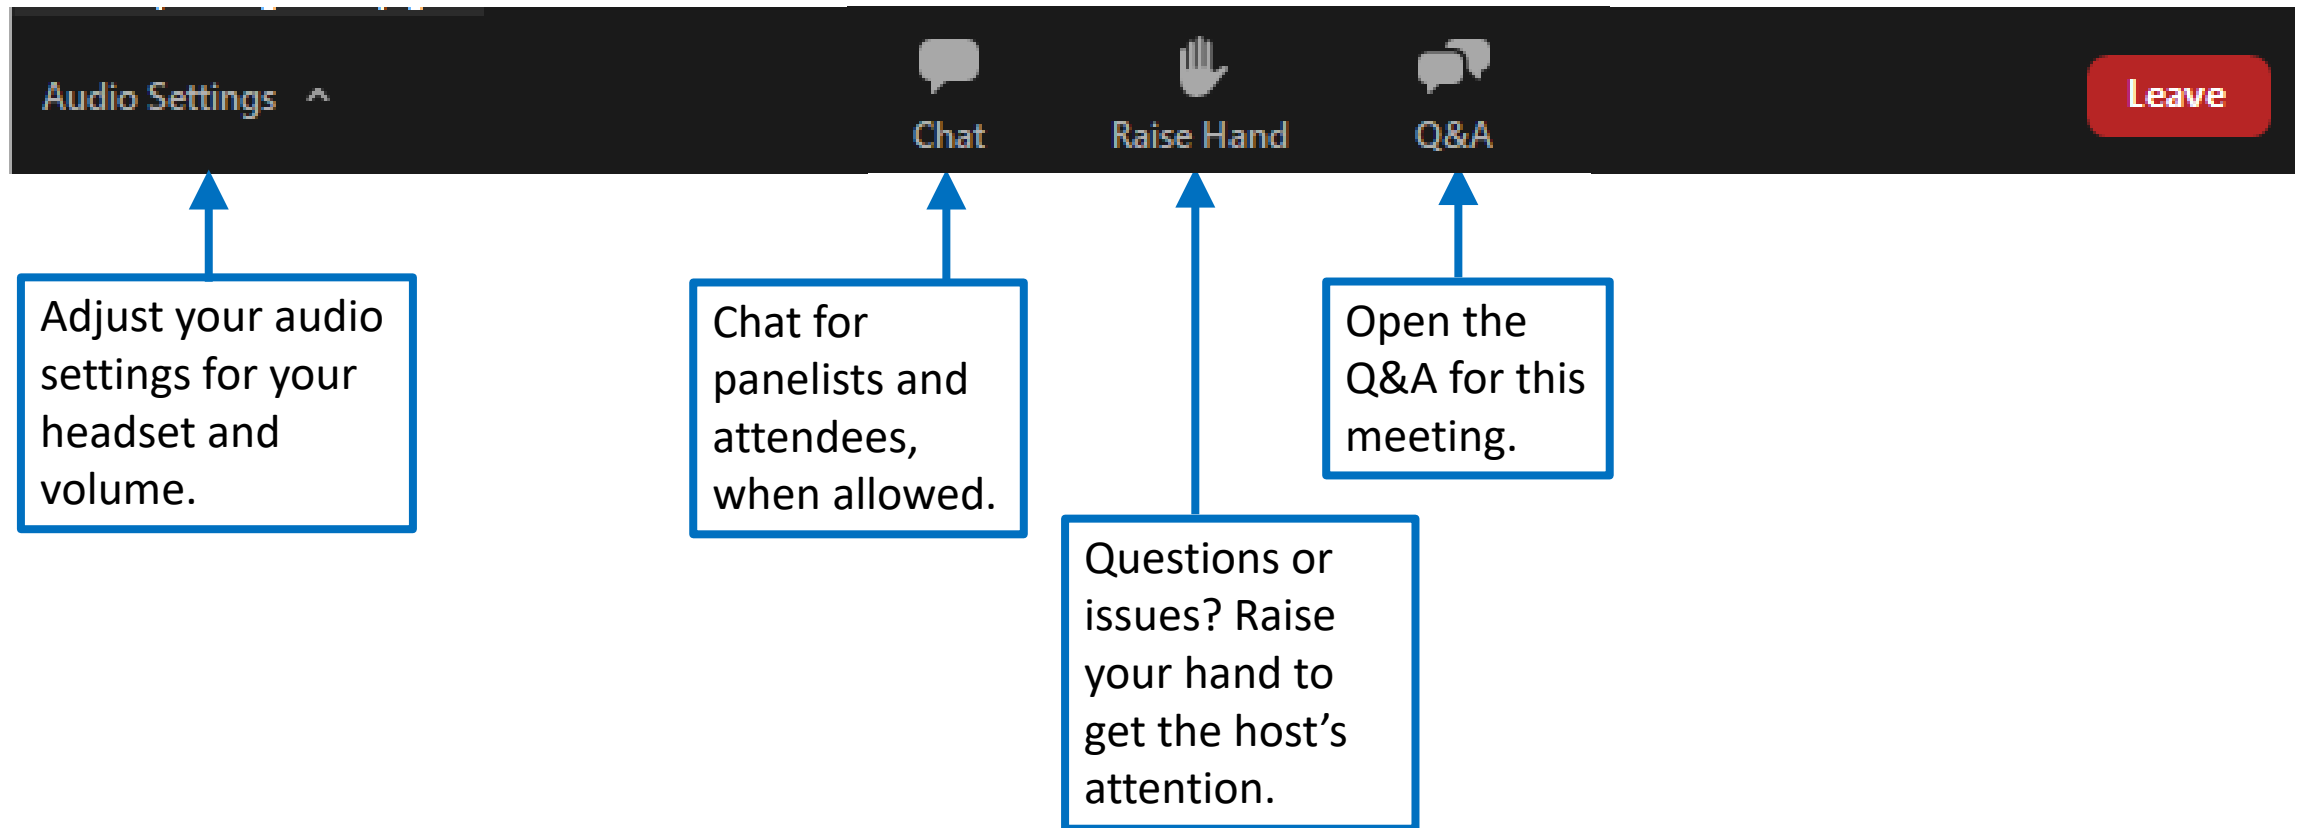 Audio Settings ^
Chat
Raise Hand
Q&A
Leave
Adjust your audio
settings for your
headset and
volume.
Chat for
panelists and
attendees,
when allowed.
Open the
Q&A for this
meeting.
Questions or
issues? Raise
your hand to
get the host’s
attention.